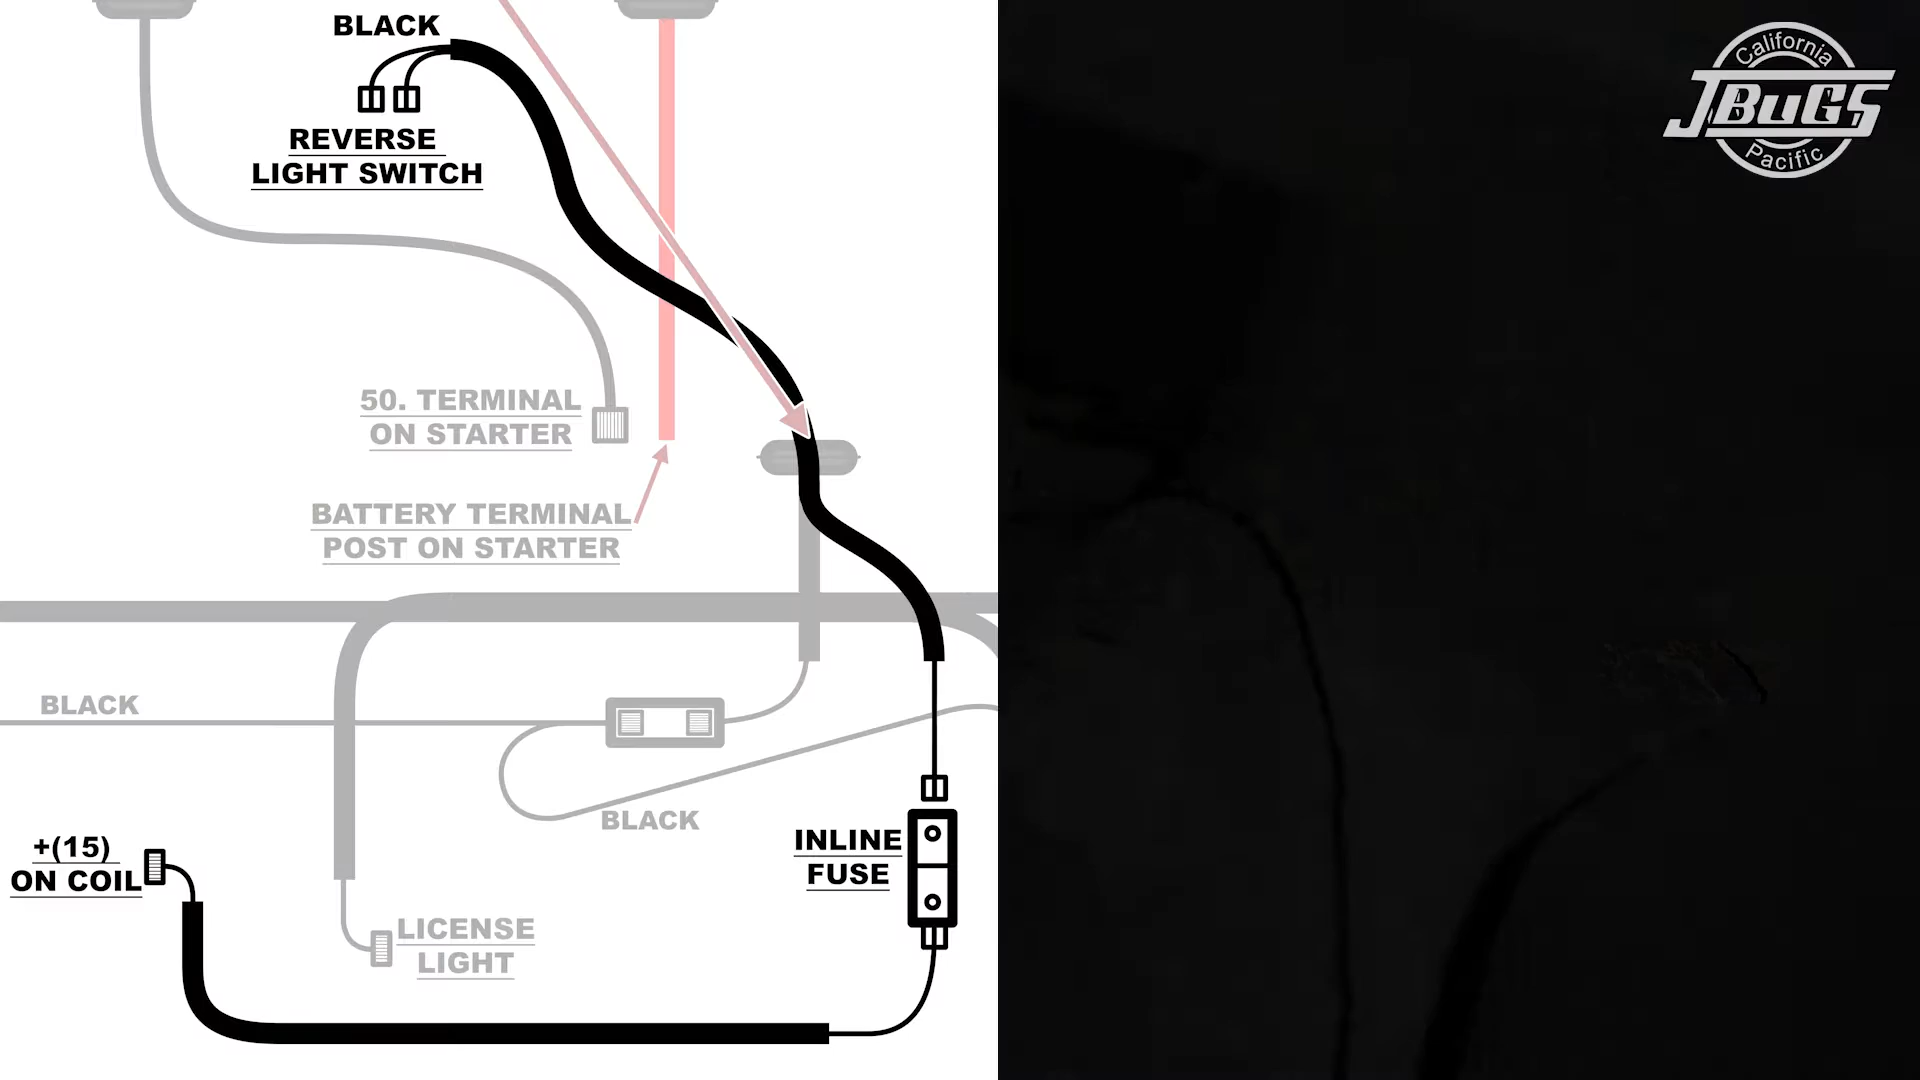 BLACK
REVERSE
LIGHT SWITCH
50. TERMINAL
ON STARTER
BATTERY TERMINAL
POST ON STARTER
BLACK
BLACK
+(15)
ON COIL
INLINE
FUSE
LICENSE
LIGHT
California
JBuGS
Pacific